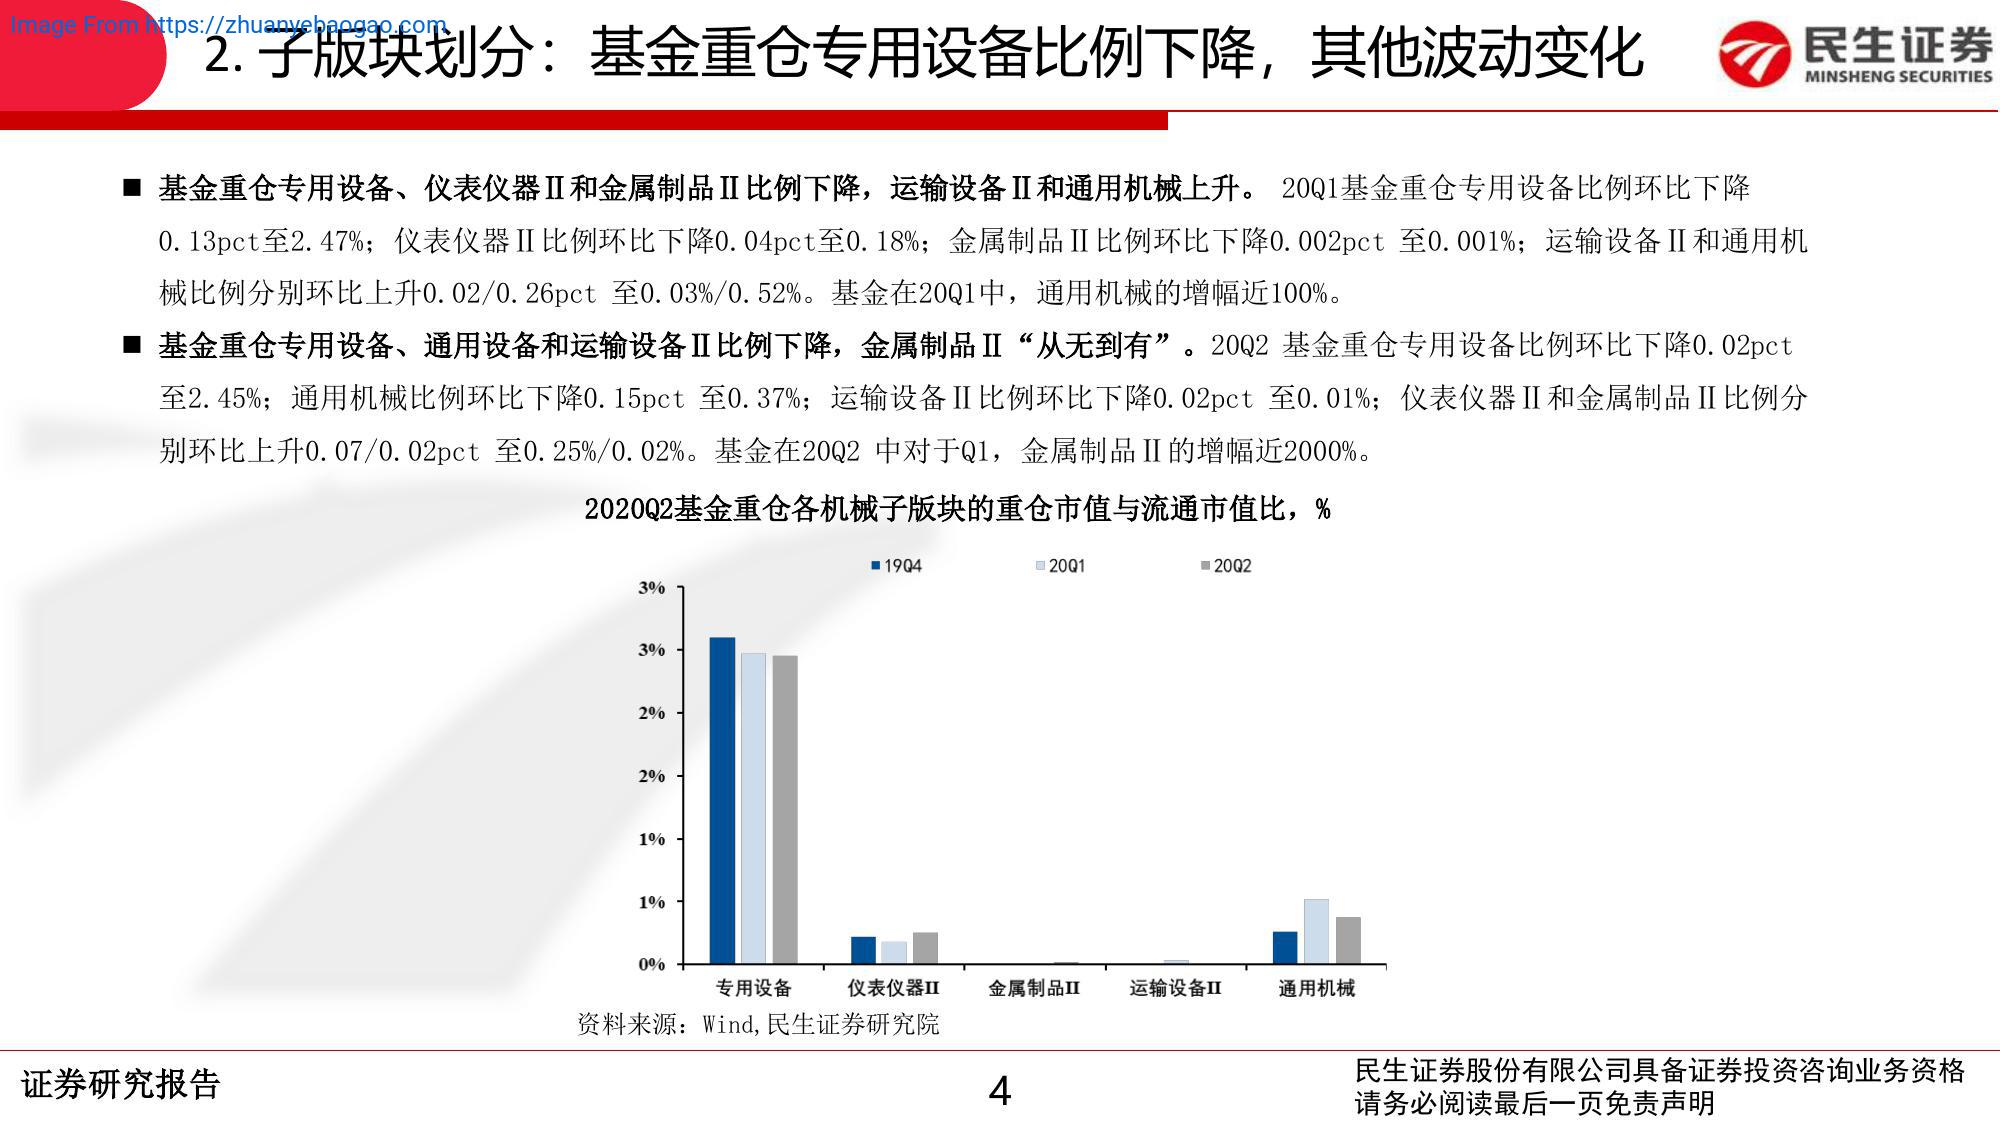 Image From https://zhuanyebaogao.com
2. 子版块划分：基金重仓专用设备比例下降，其他波动变化
民生证券
MINSHENG SECURITIES
■ 基金重仓专用设备、仪表仪器Ⅱ和金属制品Ⅱ比例下降，运输设备Ⅱ和通用机械上升。 20Q1基金重仓专用设备比例环比下降
0.13pct至2.47%；仪表仪器Ⅱ比例环比下降0.04pct至0.18%；金属制品Ⅱ比例环比下降0.002pct 至0.001%；运输设备Ⅱ和通用机
械比例分别环比上升0.02/0.26pct 至0.03%/0.52%。基金在20Q1中，通用机械的增幅近100%。
■ 基金重仓专用设备、通用设备和运输设备Ⅱ比例下降，金属制品Ⅱ“从无到有”。20Q2 基金重仓专用设备比例环比下降0.02pct
至2.45%；通用机械比例环比下降0.15pct 至0.37%；运输设备Ⅱ比例环比下降0.02pct 至0.01%；仪表仪器Ⅱ和金属制品Ⅱ比例分
别环比上升0.07/0.02pct 至0.25%/0.02%。基金在20Q2 中对于Q1，金属制品Ⅱ的增幅近2000%。
2020Q2基金重仓各机械子版块的重仓市值与流通市值比，%
19Q4 20Q1 20Q2
3%
3%
2%
2%
1%
1%
0%
专用设备 仪表仪器II 金属制品II 运输设备II 通用机械
资料来源：Wind,民生证券研究院
证券研究报告
4
民生证券股份有限公司具备证券投资咨询业务资格
请务必阅读最后一页免责声明